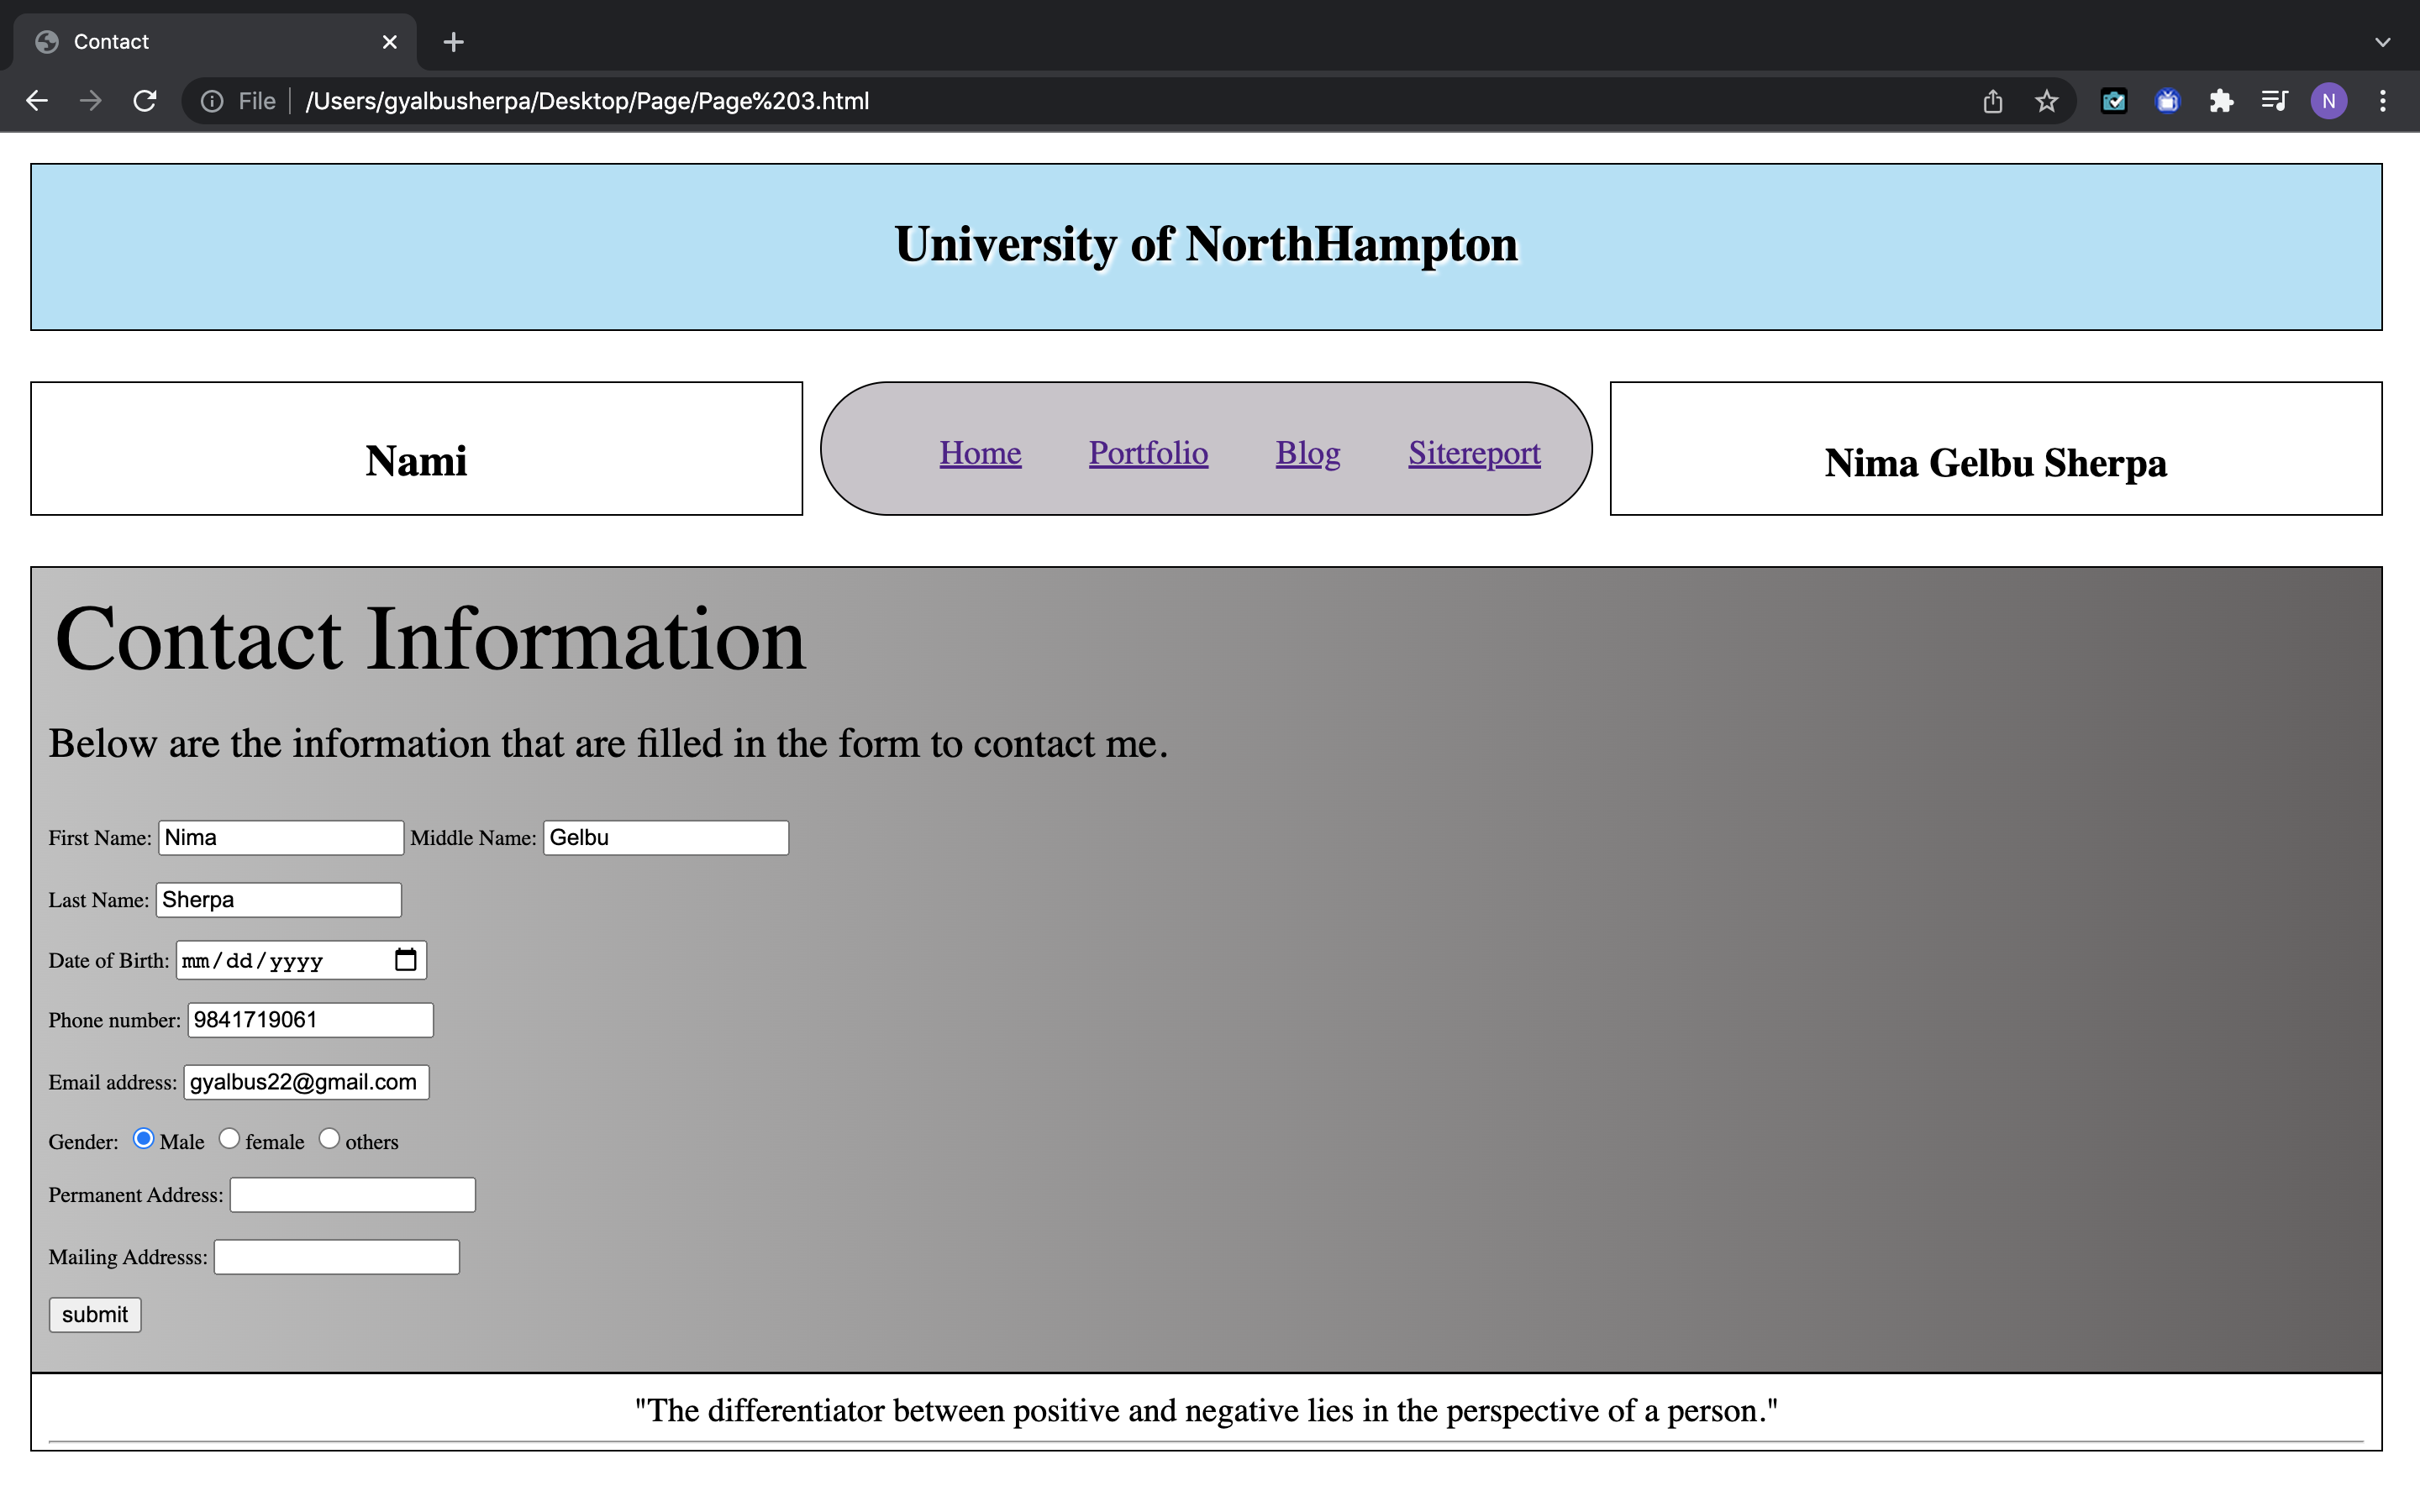 Contact
File /Users/gyalbusherpa/Desktop/Page/Page%203.html
N
University of NorthHampton
Nami
Home Portfolio Blog Sitereport
Nima Gelbu Sherpa
Contact Information
Below are the information that are filled in the form to contact me.
First Name: Nima Middle Name: Gelbu
Last Name: Sherpa
Date of Birth: mm/dd/yyyy
Phone number: 9841719061
Email address: gyalbus22@gmail.com
Gender: Male female others
Permanent Address:
Mailing Addresss:
submit
"The differentiator between positive and negative lies in the perspective of a person."